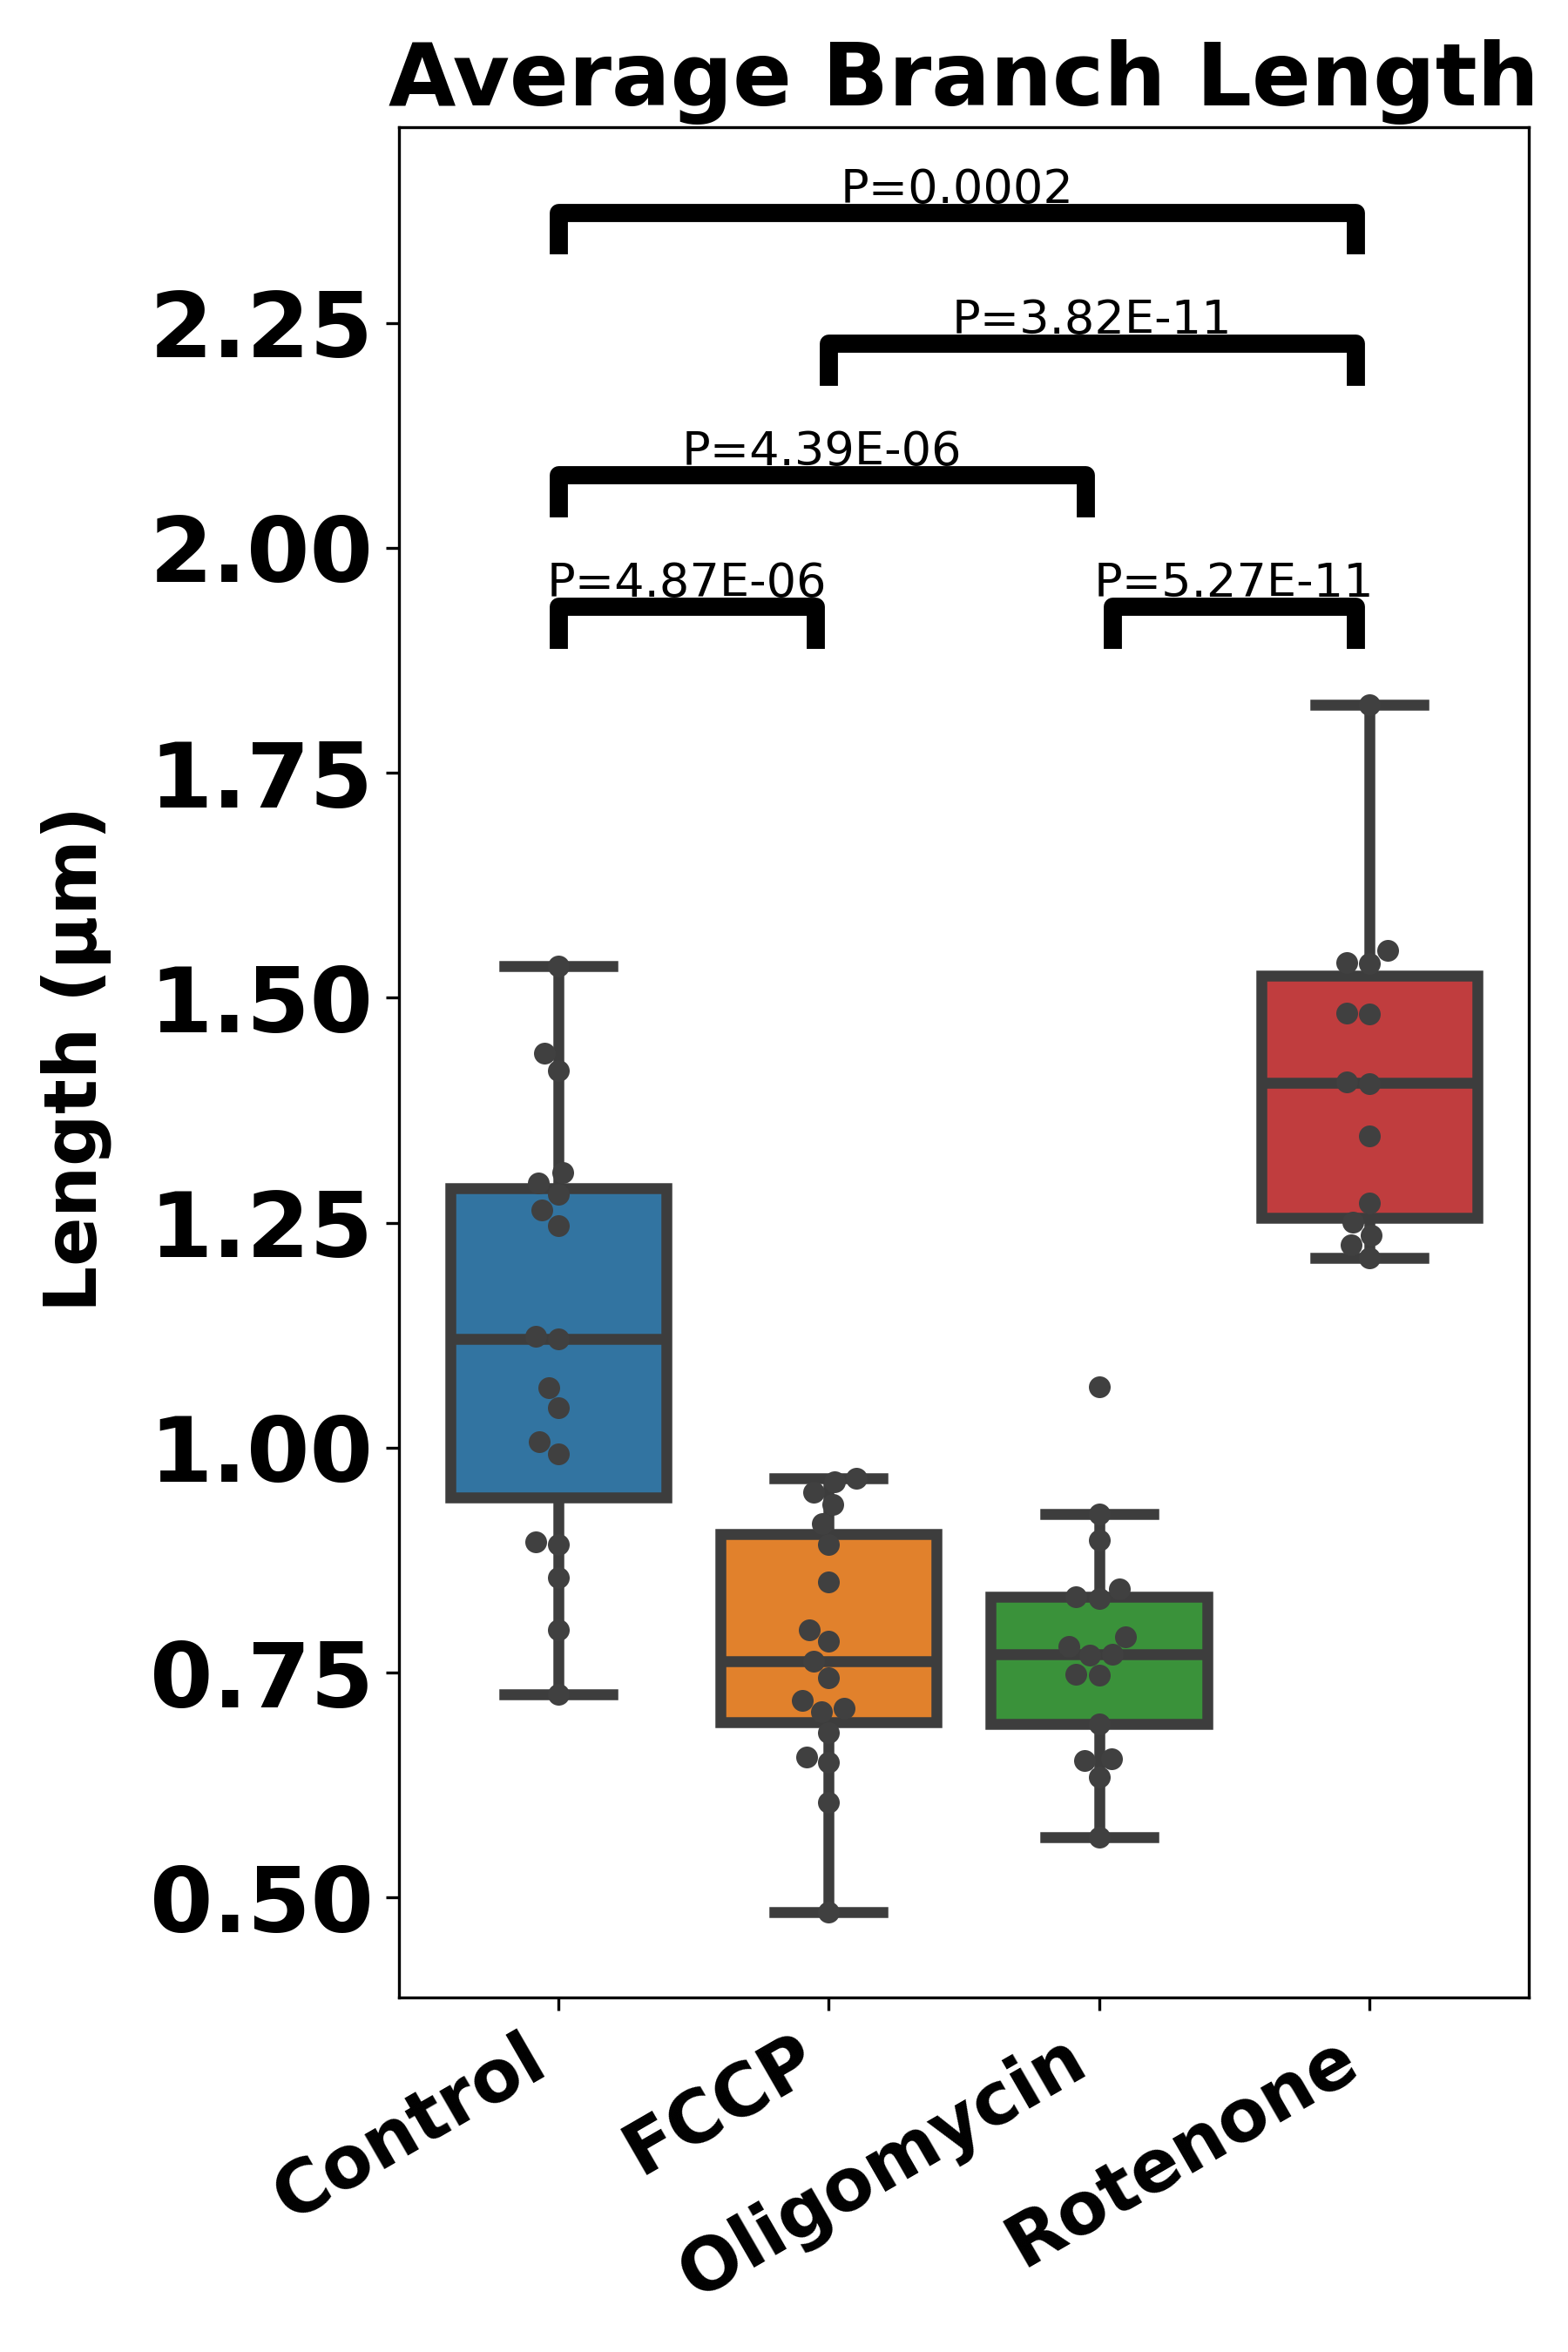 Average Branch Length
P=0.0002
P=3.82E-11
P=4.39E-06
P=4.87E-06
P=5.27E-11
2.25
2.00
1.75
1.50
1.25
1.00
0.75
0.50
Length (μm)
Control
FCCP
Oligomycin
Rotenone